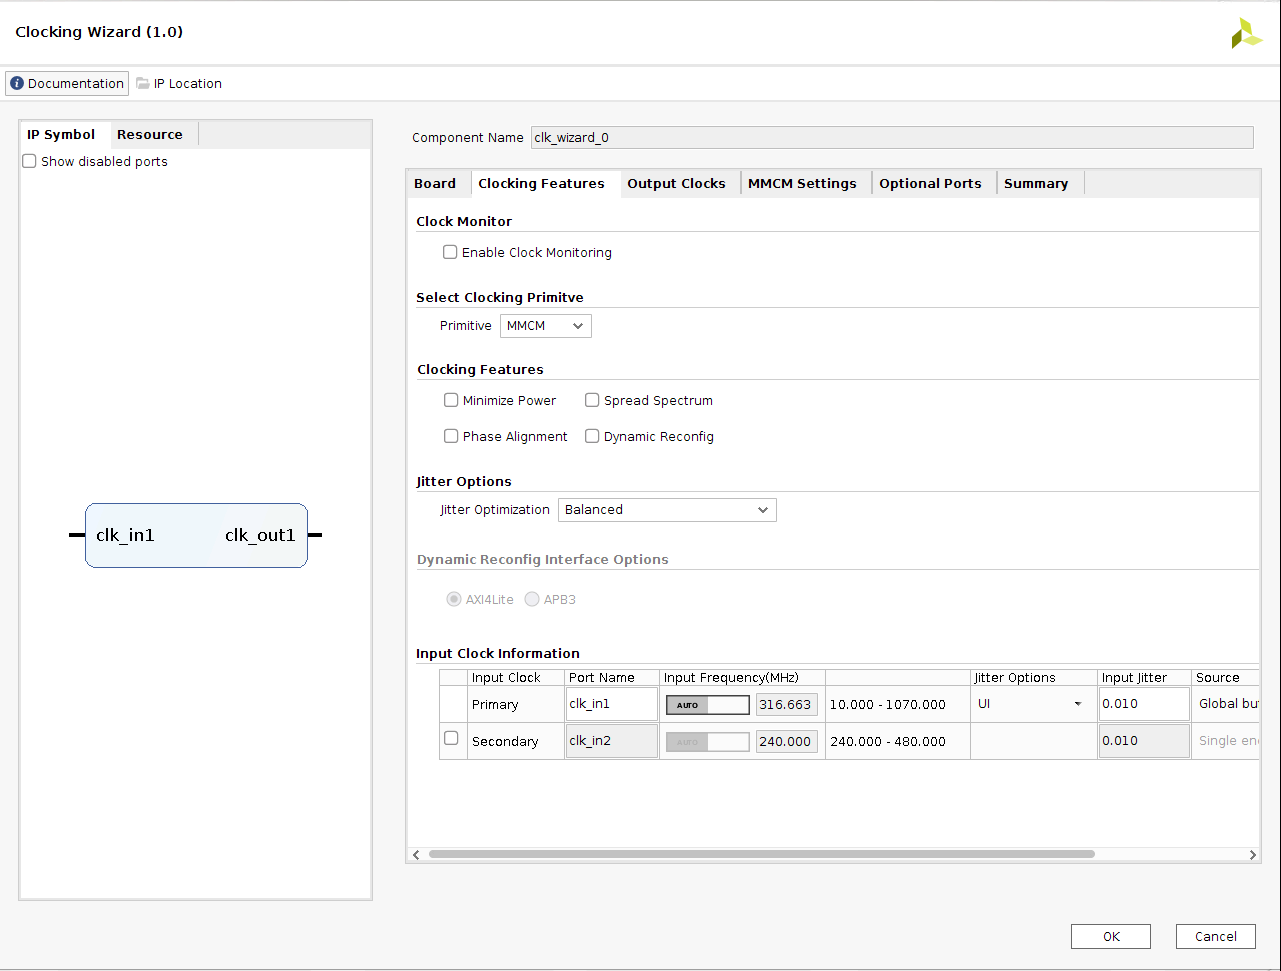 Clocking Wizard (1.0)
Documentation IP Location
IP Symbol Resource
Show disabled ports
clk_in1 clk_out1
Component Name clk_wizard_0
Board Clocking Features Output Clocks MMCM Settings Optional Ports Summary
Clock Monitor
Enable Clock Monitoring
Select Clocking Primitve
Primitive MMCM
Clocking Features
Minimize Power Spread Spectrum
Phase Alignment Dynamic Reconfig
Jitter Options
Jitter Optimization Balanced
Dynamic Reconfig Interface Options
AXI4Lite APB3
Input Clock Information
Input Clock Port Name Input Frequency(MHz) Jitter Options Input Jitter Source
Primary clk_in1 AUTO 316.663 10.000 - 1070.000 UI 0.010 Global bu
Secondary clk_in2 AUTO 240.000 240.000 - 480.000 0.010 Single en
OK Cancel